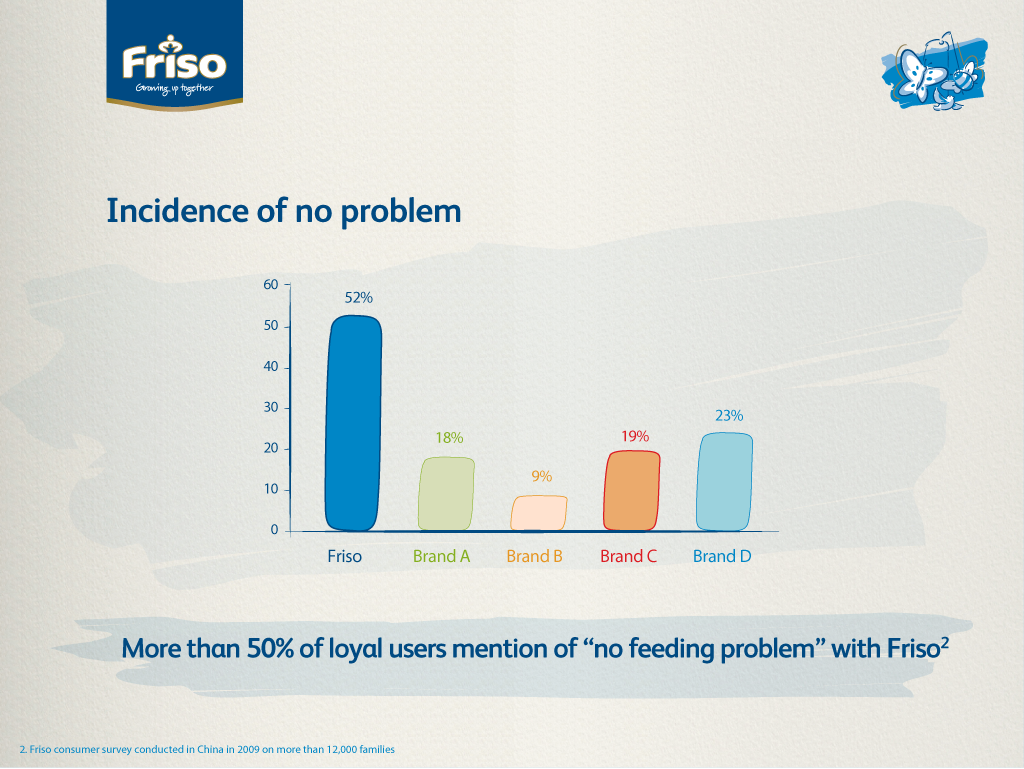 Friso
Growing up together
Incidence of no problem
60
50
40
30
20
10
0
52%
18%
9%
19%
23%
Friso
Brand A
Brand B
Brand C
Brand D
More than 50% of loyal users mention of “no feeding problem” with Friso²
2. Friso consumer survey conducted in China in 2009 on more than 12,000 families